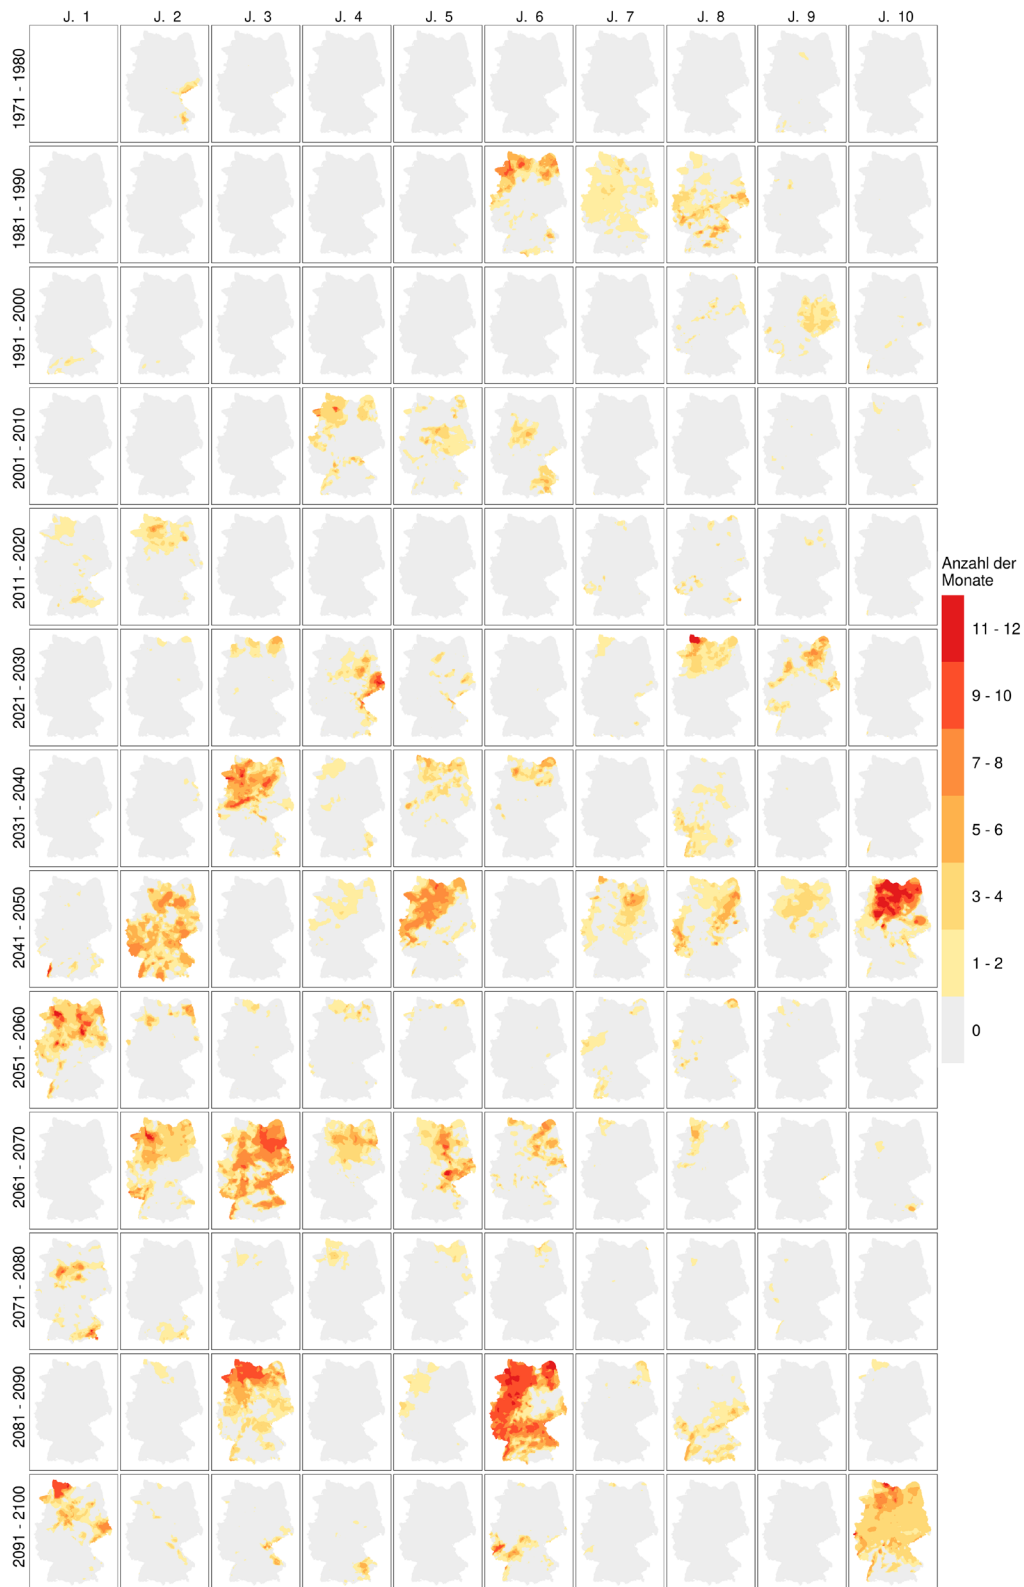 J. 1 J. 2 J. 3 J. 4 J. 5 J. 6 J. 7 J. 8 J. 9 J. 10
1971 - 1980
1981 - 1990
1991 - 2000
2001 - 2010
2011 - 2020
Anzahl der
Monate
11 - 12
2021 - 2030
9 - 10
7 - 8
2031 - 2040
5 - 6
3 - 4
2041 - 2050
1 - 2
0
2051 - 2060
2061 - 2070
2071 - 2080
2081 - 2090
2091 - 2100